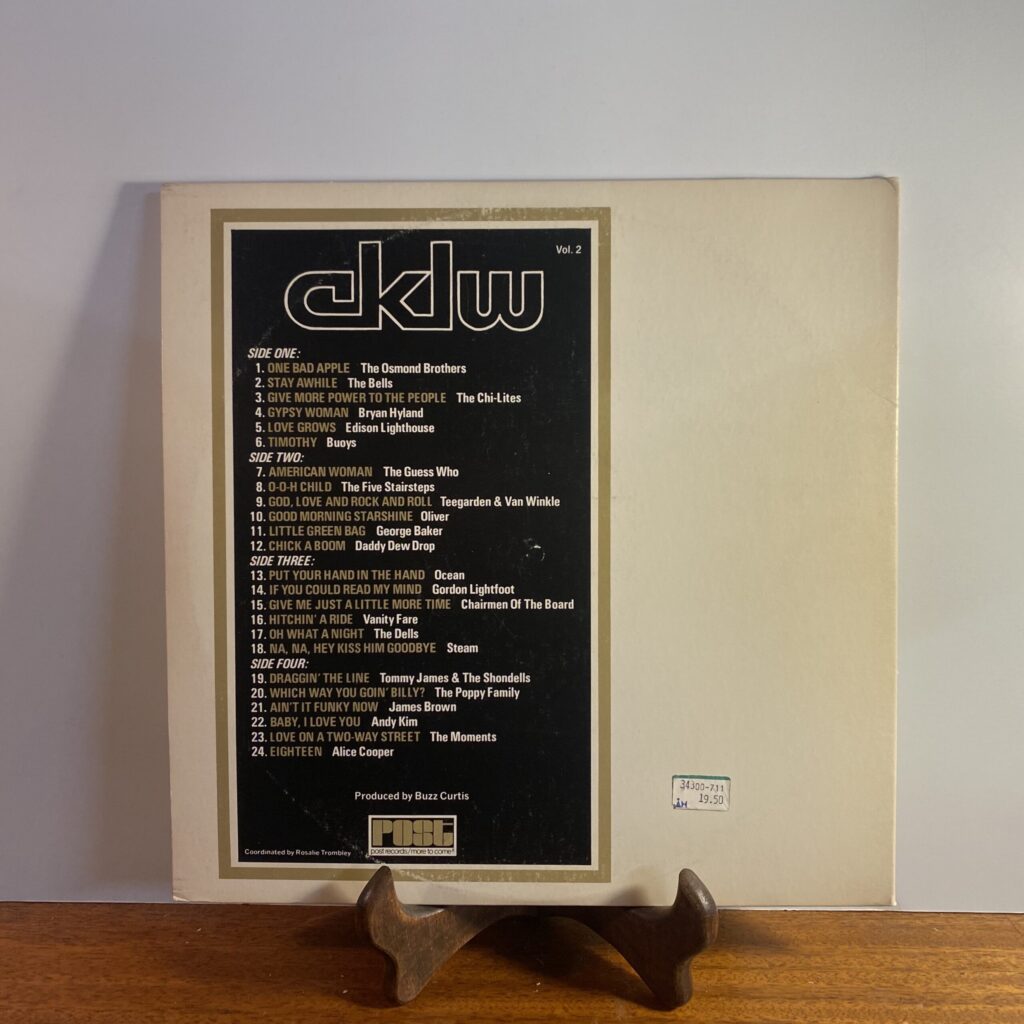 Vol. 2
cklw
SIDE ONE:
1. ONE BAD APPLE The Osmond Brothers
2. STAY AWHILE The Bells
3. GIVE MORE POWER TO THE PEOPLE The Chi-Lites
4. GYPSY WOMAN Bryan Hyland
5. LOVE GROWS Edison Lighthouse
6. TIMOTHY Buoys
SIDE TWO:
7. AMERICAN WOMAN The Guess Who
8. O-O-H CHILD The Five Stairsteps
9. GOD, LOVE AND ROCK AND ROLL Teegarden & Van Winkle
10. GOOD MORNING STARSHINE Oliver
11. LITTLE GREEN BAG George Baker
12. CHICK A BOOM Daddy Dew Drop
SIDE THREE:
13. PUT YOUR HAND IN THE HAND Ocean
14. IF YOU COULD READ MY MIND Gordon Lightfoot
15. GIVE ME JUST A LITTLE MORE TIME Chairmen Of The Board
16. HITCHIN' A RIDE Vanity Fare
17. OH WHAT A NIGHT The Dells
18. NA, NA, HEY KISS HIM GOODBYE Steam
SIDE FOUR:
19. DRAGGIN' THE LINE Tommy James & The Shondells
20. WHICH WAY YOU GOIN' BILLY? The Poppy Family
21. AIN'T IT FUNKY NOW James Brown
22. BABY, I LOVE YOU Andy Kim
23. LOVE ON A TWO-WAY STREET The Moments
24. EIGHTEEN Alice Cooper
Produced by Buzz Curtis
POST
post records/more to come
Coordinated by Rosalie Trombley
34300-711
19.50